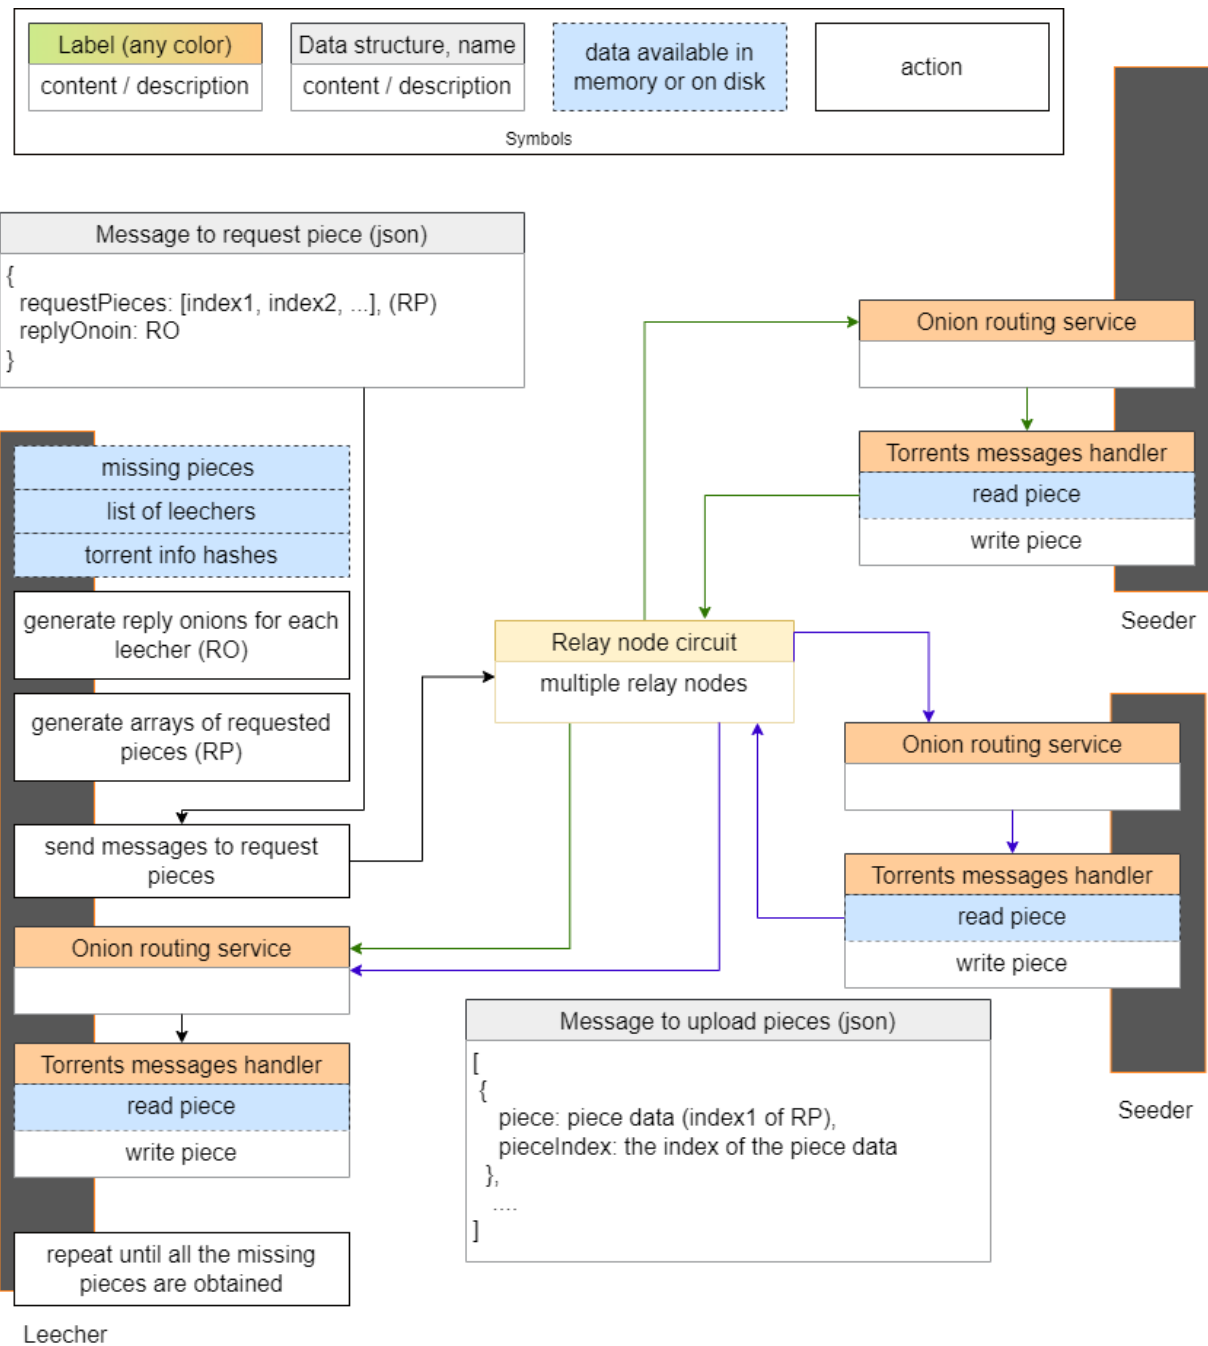 Label (any color)
content / description
Data structure, name
content / description
data available in
memory or on disk
action
Symbols
Message to request piece (json)
{
requestPieces: [index1, index2, ...], (RP)
replyOnoin: RO
}
missing pieces
list of leechers
torrent info hashes
generate reply onions for each
leecher (RO)
generate arrays of requested
pieces (RP)
send messages to request
pieces
Onion routing service
Torrents messages handler
read piece
write piece
repeat until all the missing
pieces are obtained
Leecher
Relay node circuit
multiple relay nodes
Onion routing service
Torrents messages handler
read piece
write piece
Seeder
Onion routing service
Torrents messages handler
read piece
write piece
Seeder
Message to upload pieces (json)
[
{
piece: piece data (index1 of RP),
pieceIndex: the index of the piece data
},
....
]